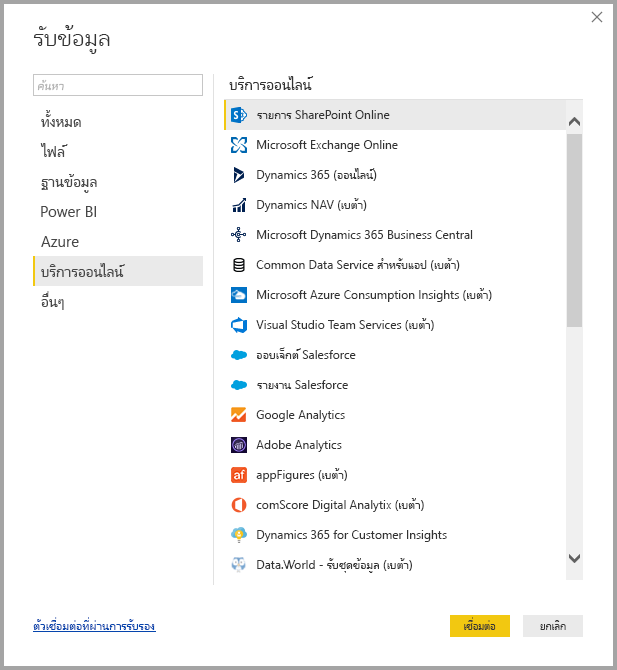 รับข้อมูล
ค้นหา
ทั้งหมด
ไฟล์
ฐานข้อมูล
Power BI
Azure
บริการออนไลน์
อื่นๆ
บริการออนไลน์
รายการ SharePoint Online
Microsoft Exchange Online
Dynamics 365 (ออนไลน์)
Dynamics NAV (เบต้า)
Microsoft Dynamics 365 Business Central
Common Data Service สำหรับแอป (เบต้า)
Microsoft Azure Consumption Insights (เบต้า)
Visual Studio Team Services (เบต้า)
ออบเจ็กต์ Salesforce
รายงาน Salesforce
Google Analytics
Adobe Analytics
appFigures (เบต้า)
comScore Digital Analytix (เบต้า)
Dynamics 365 for Customer Insights
Data.World - รับชุดข้อมูล (เบต้า)
ตัวเชื่อมต่อที่ผ่านการรับรอง
เชื่อมต่อ
ยกเลิก